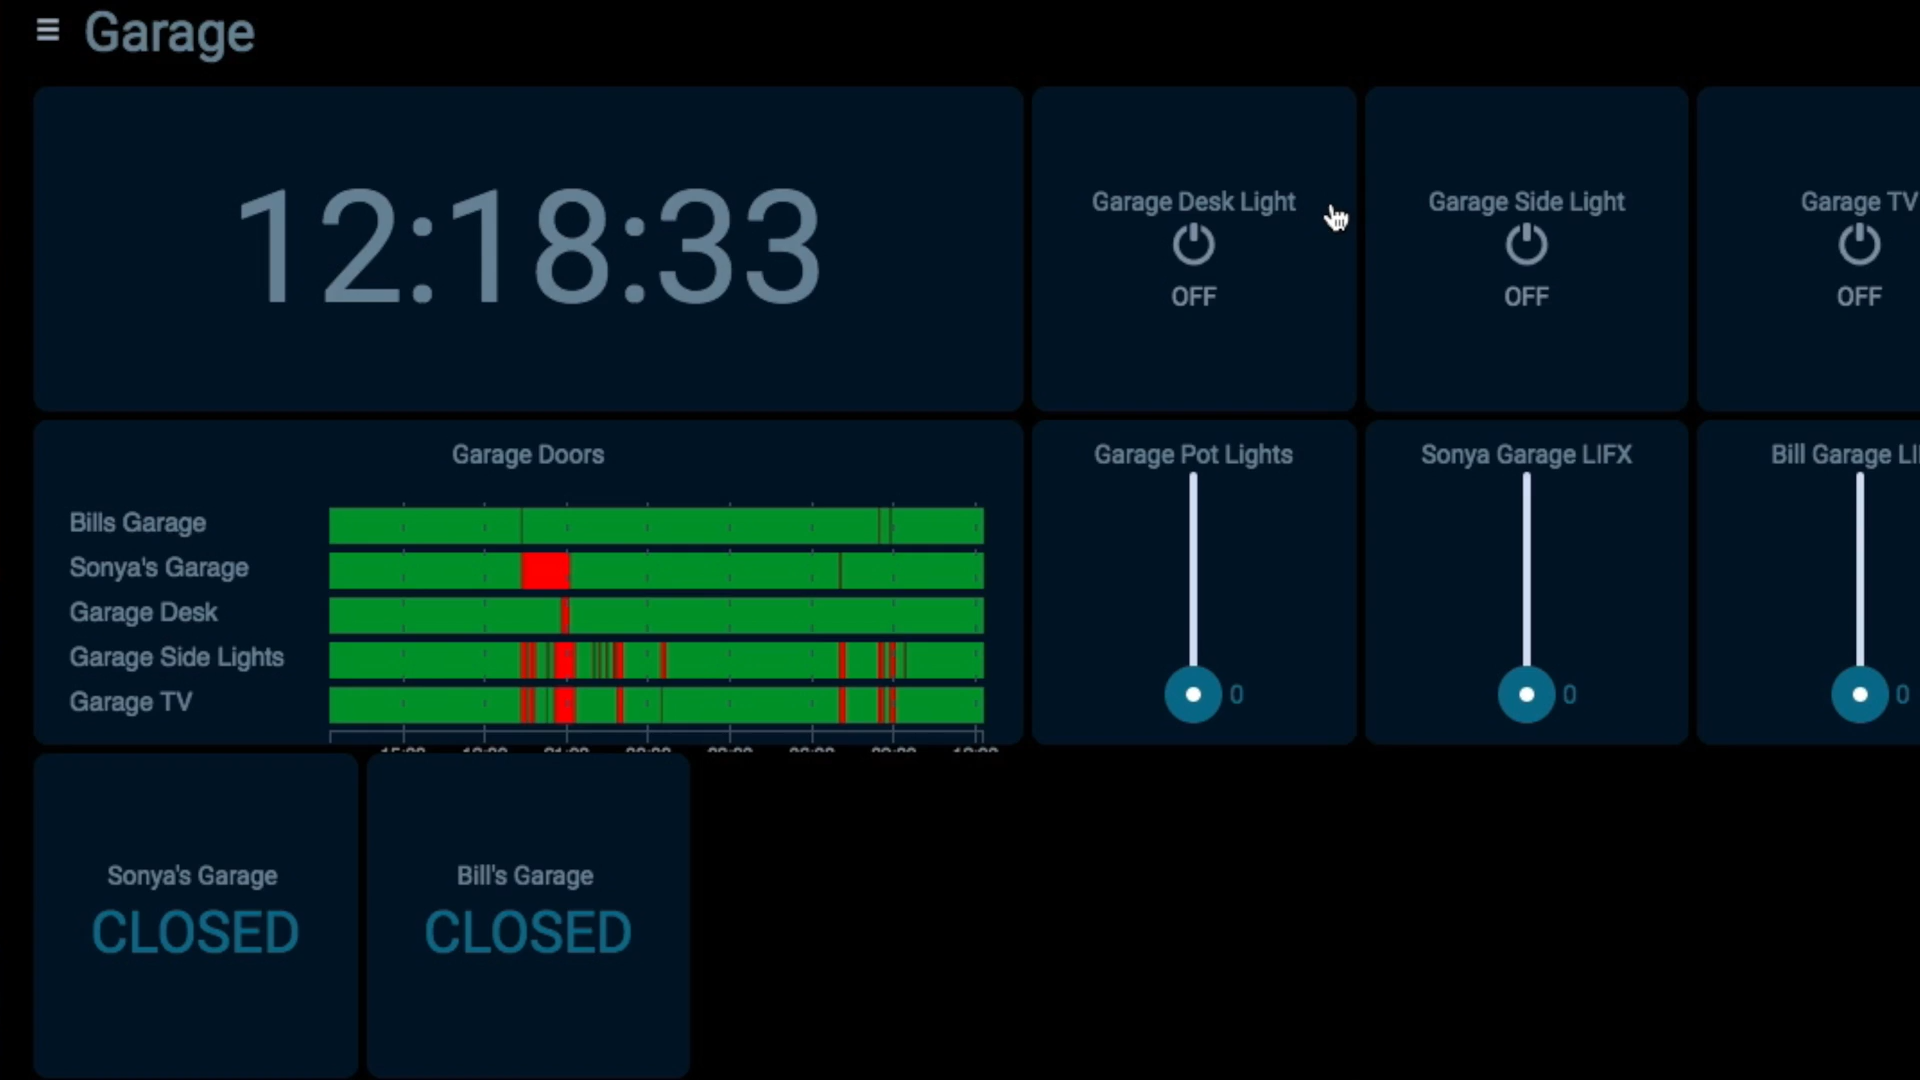 Garage
12:18:33
Garage Desk Light
OFF
Garage Side Light
OFF
Garage TV
OFF
Garage Doors
Bills Garage
Sonya's Garage
Garage Desk
Garage Side Lights
Garage TV
Garage Pot Lights
0
Sonya Garage LIFX
0
Bill Garage
0
Sonya's Garage
CLOSED
Bill's Garage
CLOSED